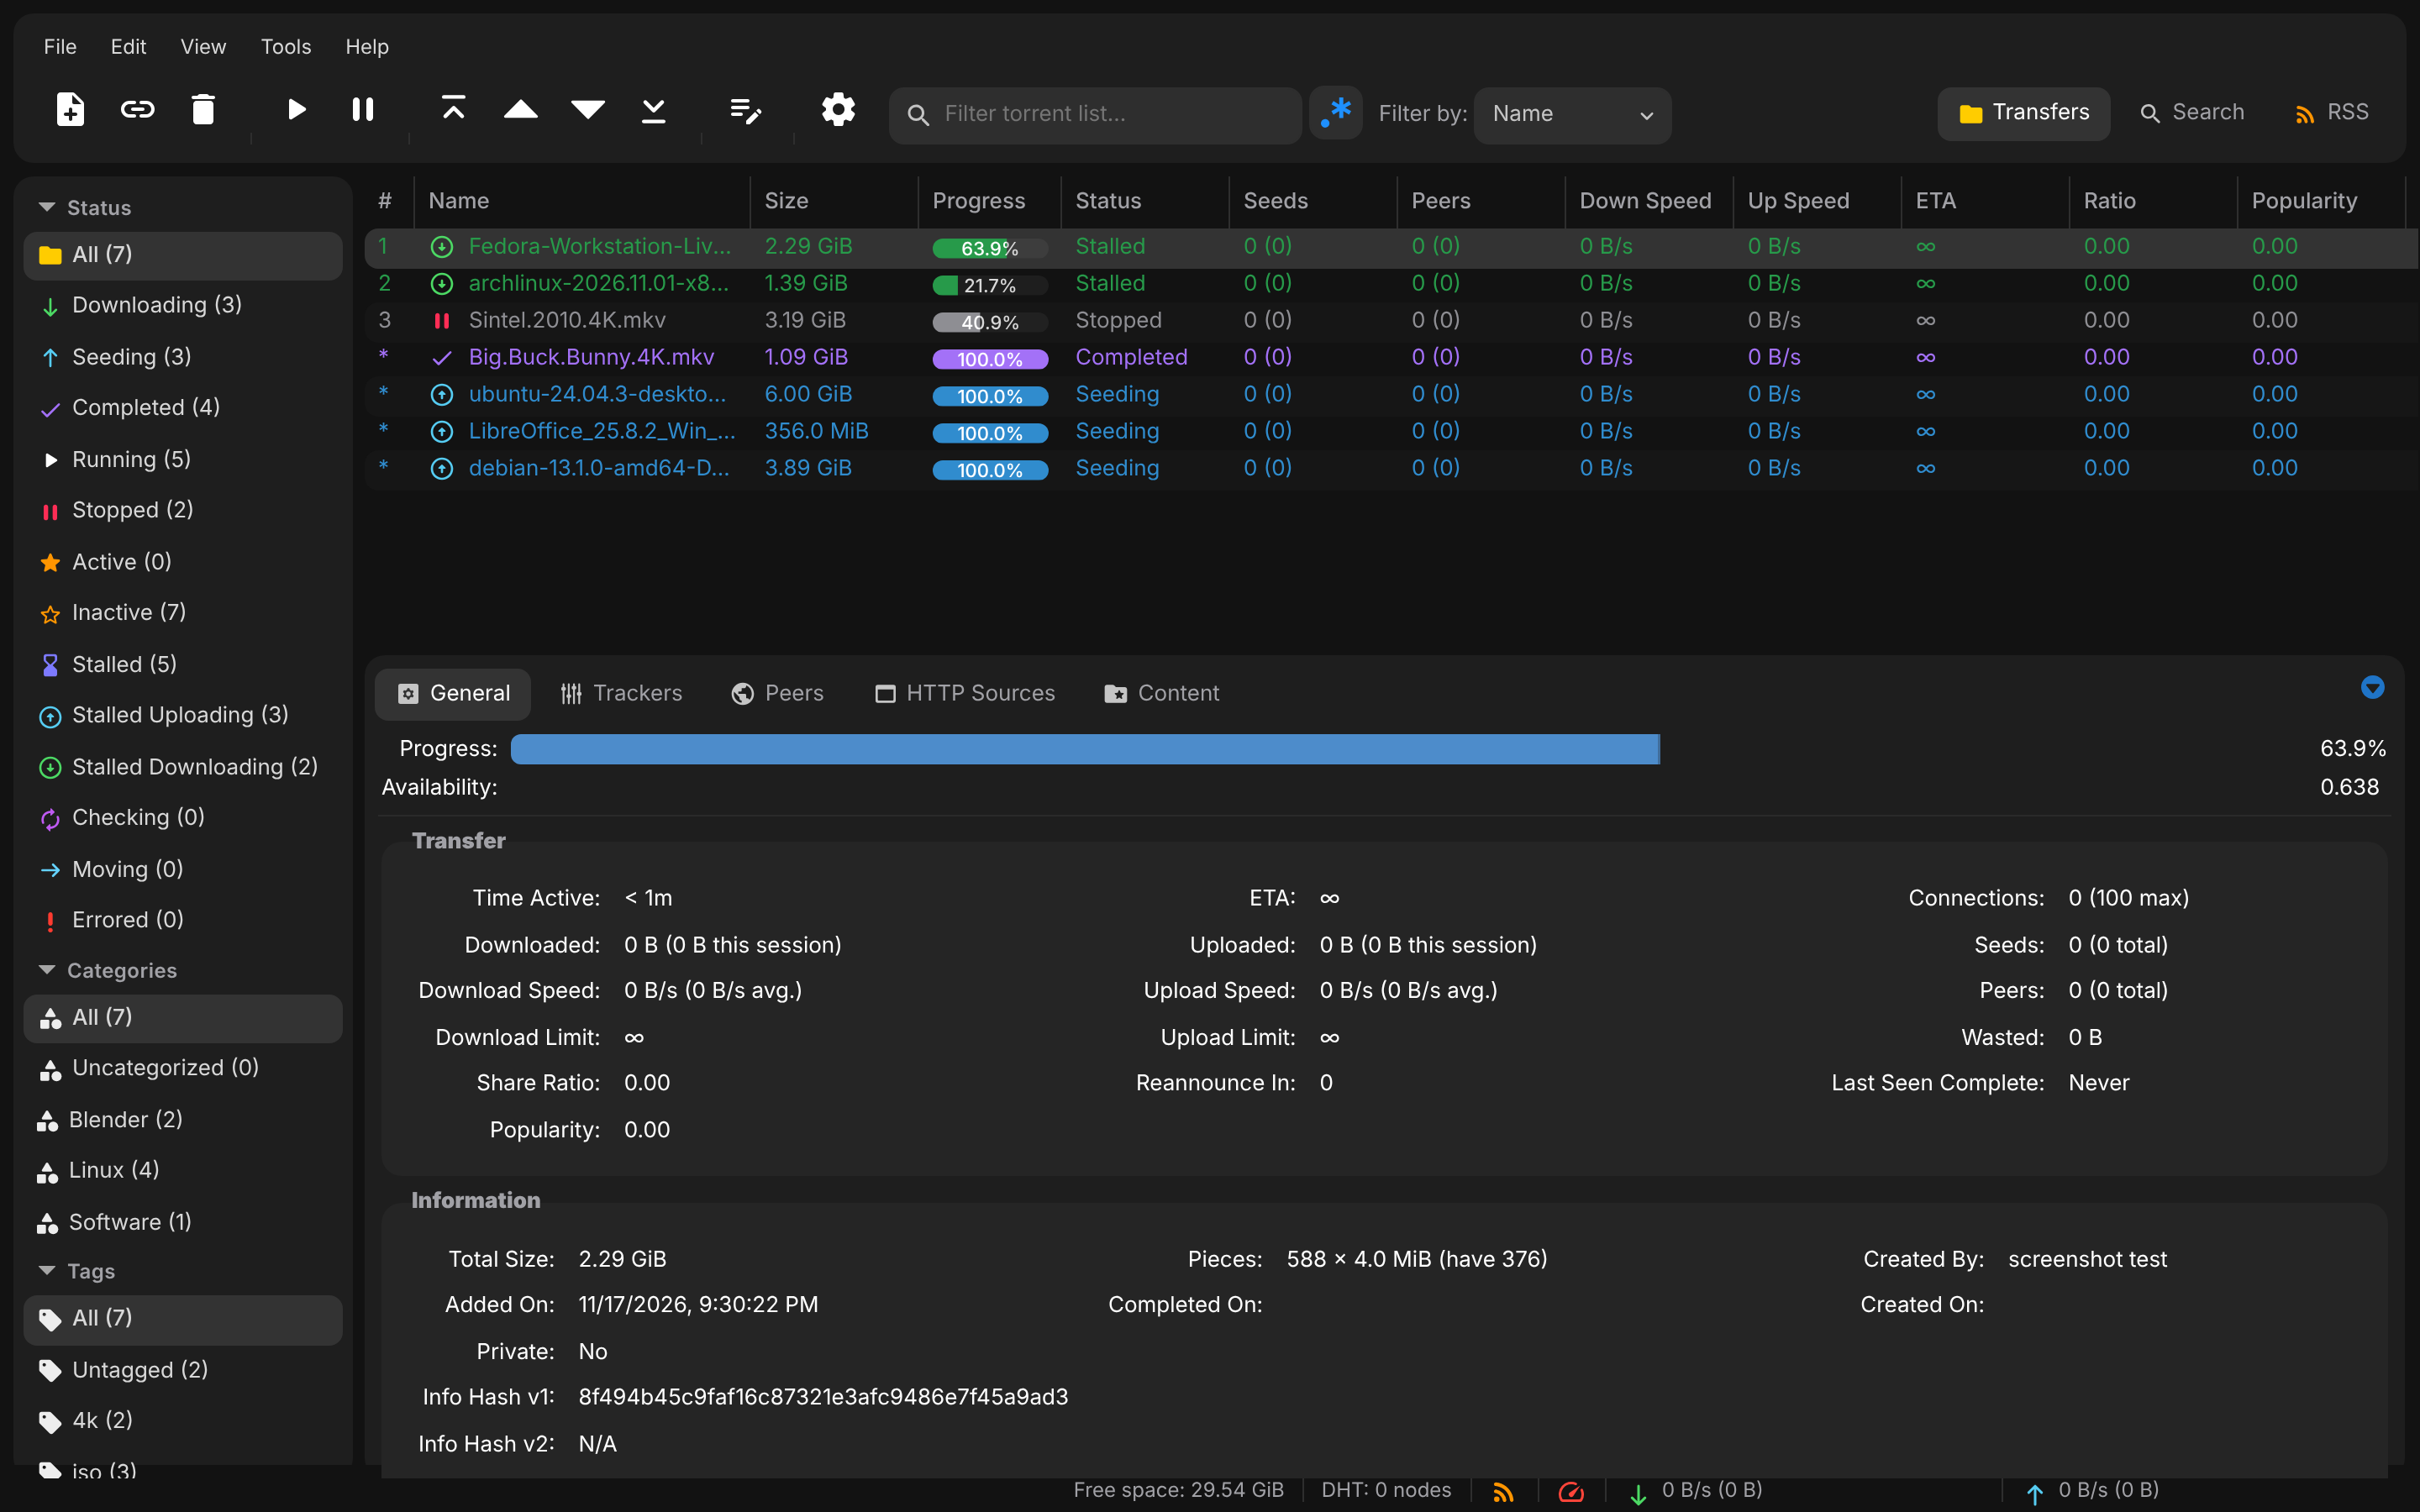 File Edit View Tools Help
Filter torrent list... .* Filter by: Name Transfers Search RSS
Status
All (7)
Downloading (3)
Seeding (3)
Completed (4)
Running (5)
Stopped (2)
Active (0)
Inactive (7)
Stalled (5)
Stalled Uploading (3)
Stalled Downloading (2)
Checking (0)
Moving (0)
Errored (0)
Categories
All (7)
Uncategorized (0)
Blender (2)
Linux (4)
Software (1)
Tags
All (7)
Untagged (2)
4k (2)
iso (3)
# Name Size Progress Status Seeds Peers Down Speed Up Speed ETA Ratio Popularity
1 Fedora-Workstation-Liv... 2.29 GiB 63.9% Stalled 0 (0) 0 (0) 0 B/s 0 B/s ∞ 0.00 0.00
2 archlinux-2026.11.01-x8... 1.39 GiB 21.7% Stalled 0 (0) 0 (0) 0 B/s 0 B/s ∞ 0.00 0.00
3 Sintel.2010.4K.mkv 3.19 GiB 40.9% Stopped 0 (0) 0 (0) 0 B/s 0 B/s ∞ 0.00 0.00
* Big.Buck.Bunny.4K.mkv 1.09 GiB 100.0% Completed 0 (0) 0 (0) 0 B/s 0 B/s ∞ 0.00 0.00
* ubuntu-24.04.3-deskto... 6.00 GiB 100.0% Seeding 0 (0) 0 (0) 0 B/s 0 B/s ∞ 0.00 0.00
* LibreOffice_25.8.2_Win_... 356.0 MiB 100.0% Seeding 0 (0) 0 (0) 0 B/s 0 B/s ∞ 0.00 0.00
* debian-13.1.0-amd64-D... 3.89 GiB 100.0% Seeding 0 (0) 0 (0) 0 B/s 0 B/s ∞ 0.00 0.00
General Trackers Peers HTTP Sources Content
Progress: 63.9%
Availability: 0.638
Transfer
Time Active: < 1m ETA: ∞ Connections: 0 (100 max)
Downloaded: 0 B (0 B this session) Uploaded: 0 B (0 B this session) Seeds: 0 (0 total)
Download Speed: 0 B/s (0 B/s avg.) Upload Speed: 0 B/s (0 B/s avg.) Peers: 0 (0 total)
Download Limit: ∞ Upload Limit: ∞ Wasted: 0 B
Share Ratio: 0.00 Reannounce In: 0 Last Seen Complete: Never
Popularity: 0.00
Information
Total Size: 2.29 GiB Pieces: 588 × 4.0 MiB (have 376) Created By: screenshot test
Added On: 11/17/2026, 9:30:22 PM Completed On: Created On:
Private: No
Info Hash v1: 8f494b45c9faf16c87321e3afc9486e7f45a9ad3
Info Hash v2: N/A
Free space: 29.54 GiB DHT: 0 nodes 0 B/s (0 B) 0 B/s (0 B)